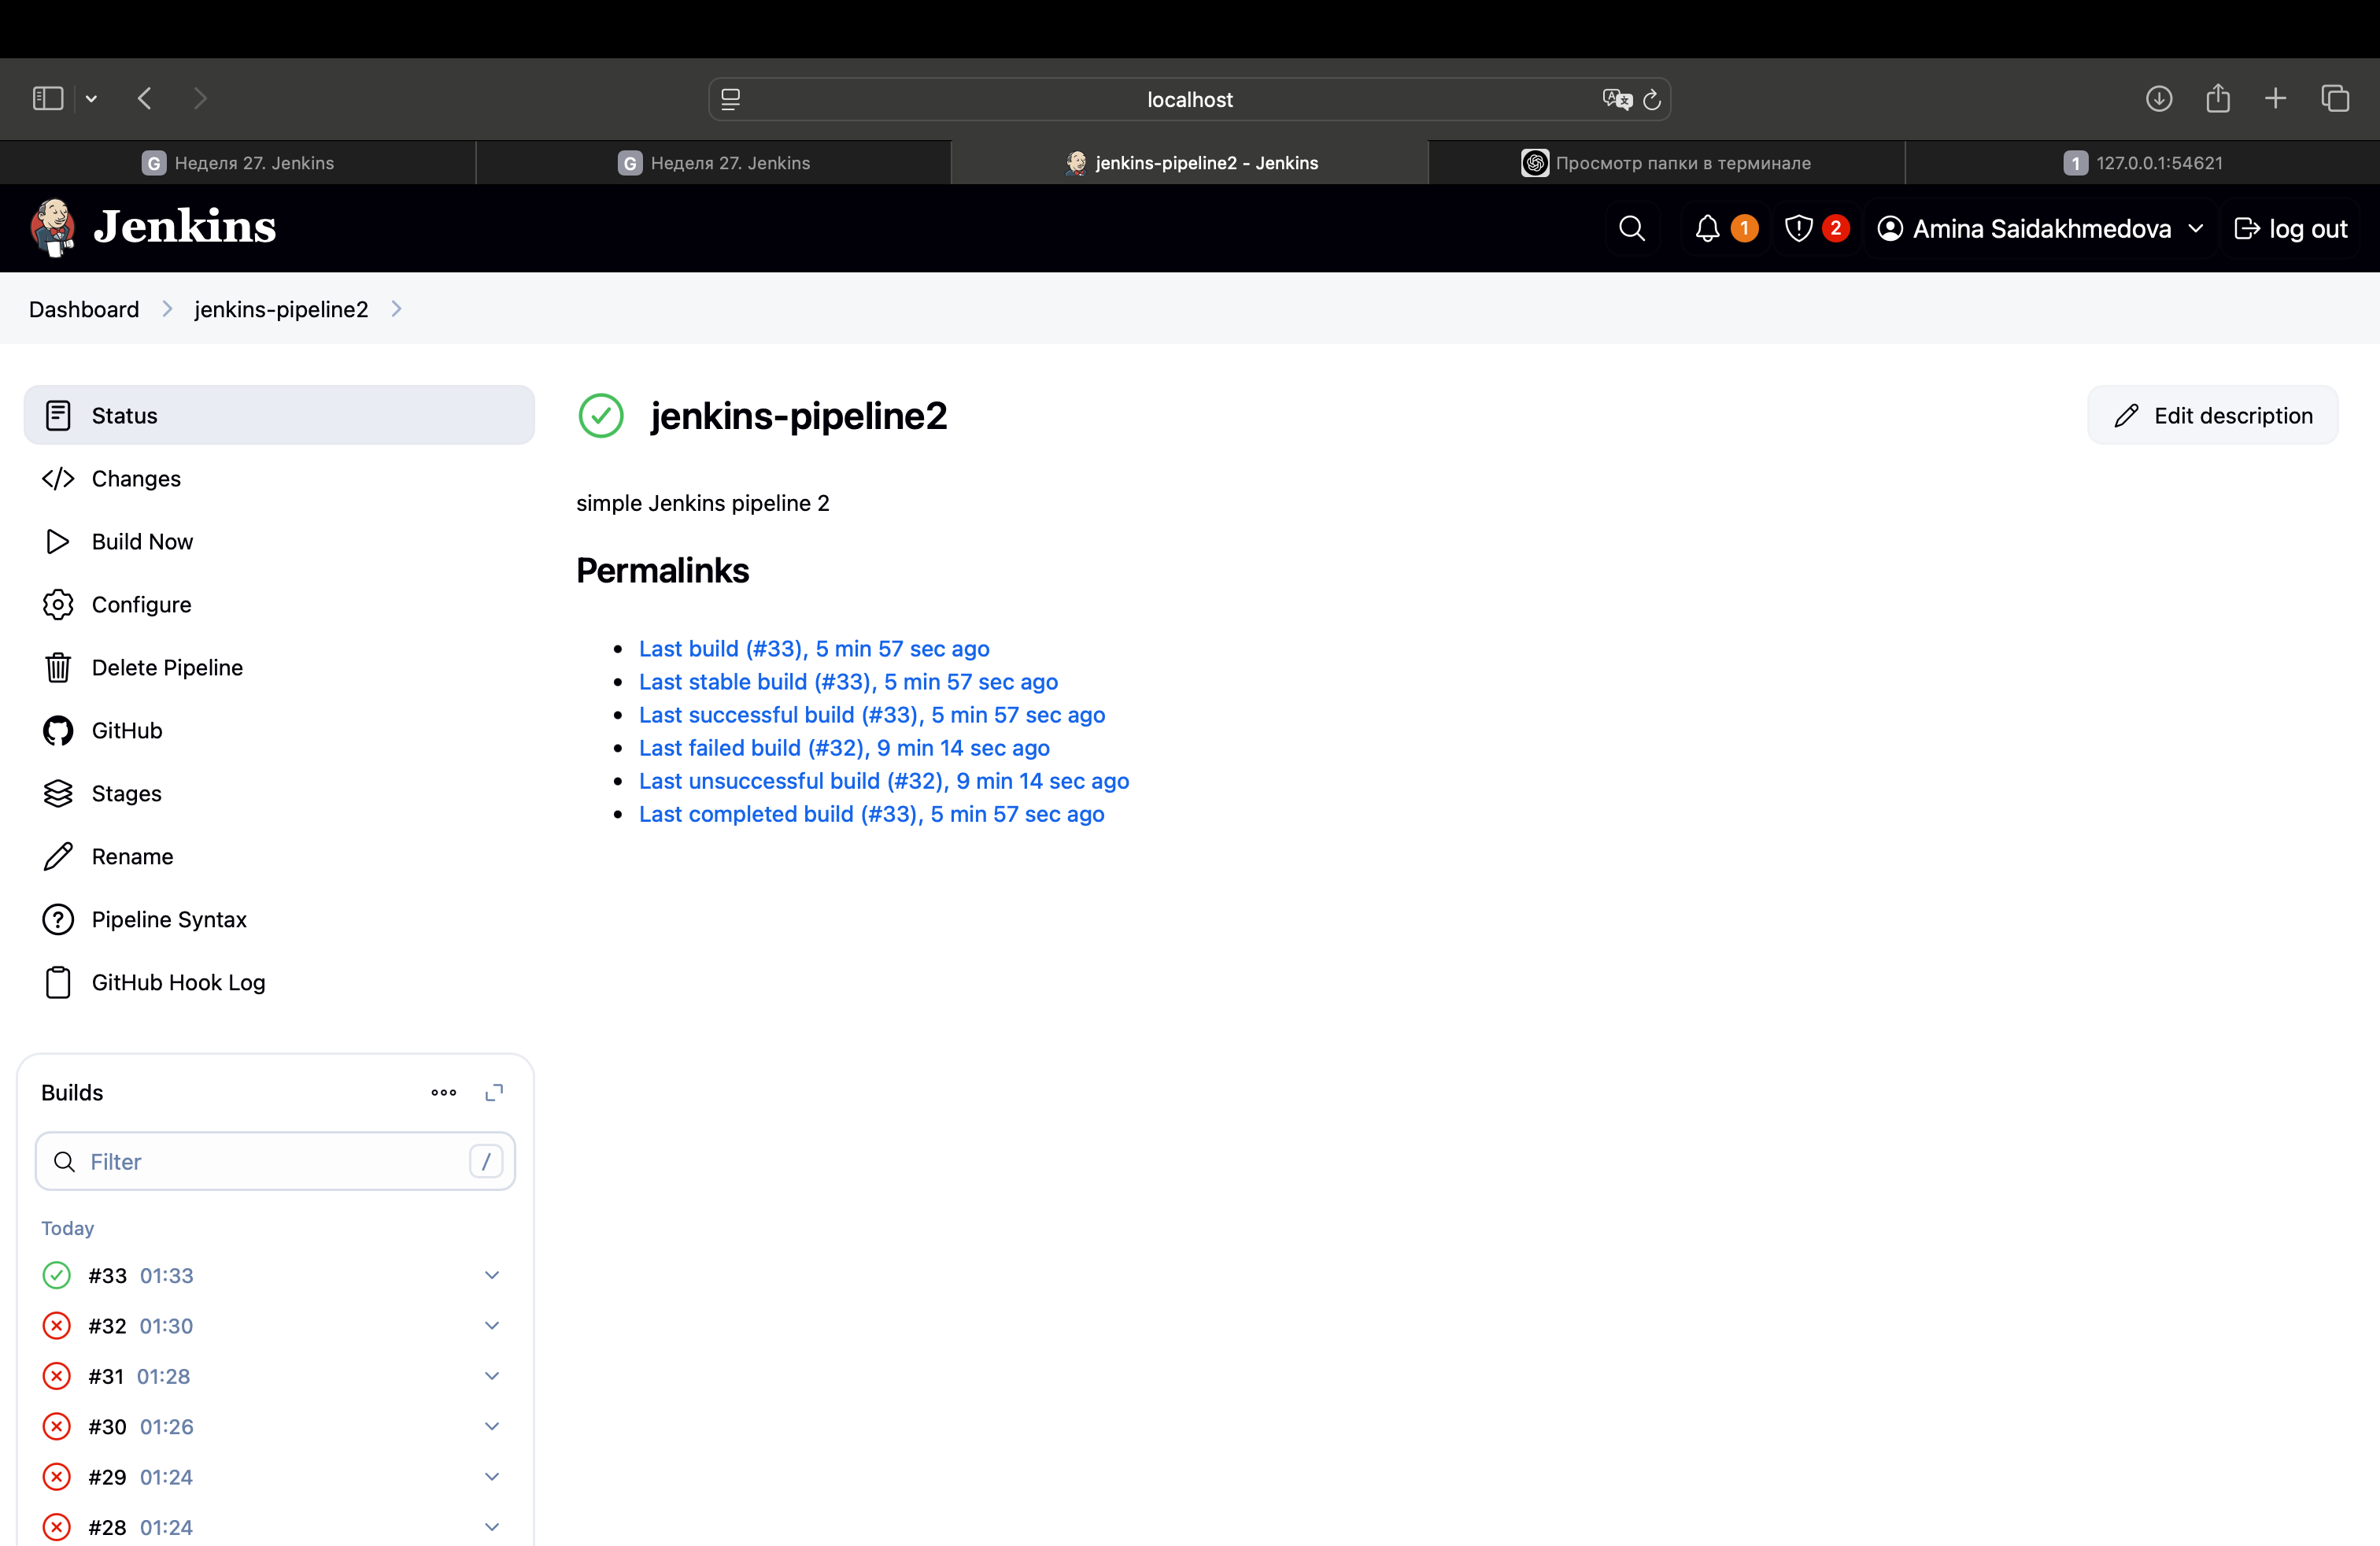 localhost
G Неделя 27. Jenkins
G Неделя 27. Jenkins
jenkins-pipeline2 - Jenkins
Просмотр папки в терминале
1 127.0.0.1:54621
Jenkins
1
2
Amina Saidakhmedova
log out
Dashboard
jenkins-pipeline2
Status
Changes
Build Now
Configure
Delete Pipeline
GitHub
Stages
Rename
Pipeline Syntax
GitHub Hook Log
jenkins-pipeline2
Edit description
simple Jenkins pipeline 2
Permalinks
Last build (#33), 5 min 57 sec ago
Last stable build (#33), 5 min 57 sec ago
Last successful build (#33), 5 min 57 sec ago
Last failed build (#32), 9 min 14 sec ago
Last unsuccessful build (#32), 9 min 14 sec ago
Last completed build (#33), 5 min 57 sec ago
Builds
Filter /
Today
#33 01:33
#32 01:30
#31 01:28
#30 01:26
#29 01:24
#28 01:24